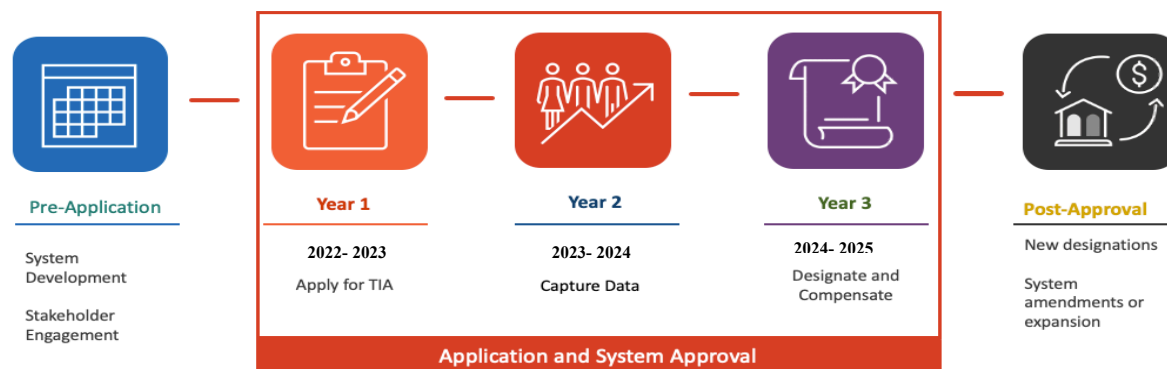 Pre-Application
System
Development
Stakeholder
Engagement
Year 1
2022- 2023
Apply for TIA
Year 2
2023- 2024
Capture Data
Year 3
2024- 2025
Designate and
Compensate
$
Post-Approval
New designations
System
amendments or
expansion
Application and System Approval